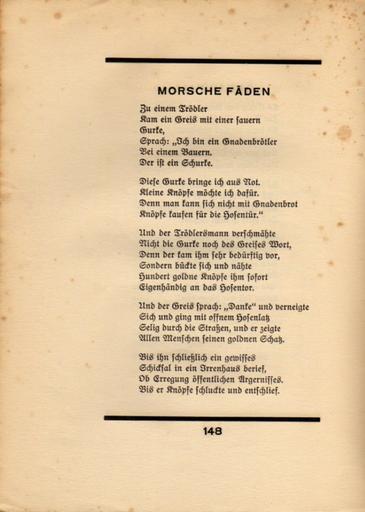 MORSCHE FÄDEN
Zu einem Trödler
Kam ein Greis mit einer sauern
Gurke,
Sprach: „Ich bin ein Gnadenbrötler
Bei einem Bauern.
Der ist ein Schurke.
Diese Gurke bringe ich aus Not.
Kleine Knöpfe möchte ich dafür.
Denn man kann sich nicht mit Gnadenbrot
Knöpfe kaufen für die Hosentür.“
Und der Trödlersmann verschmähte
Nicht die Gurke noch des Greises Wort,
Denn der kam ihm sehr bedürftig vor,
Sondern bückte sich und nähte
Hundert goldne Knöpfe ihm sofort
Eigenhändig an das Hosentor.
Und der Greis sprach: „Danke“ und verneigte
Sich und ging mit offnem Hosenlatz
Selig durch die Straßen, und er zeigte
Allen Menschen seinen goldnen Schatz.
Bis ihn schließlich ein gewisses
Schicksal in ein Irrenhaus berief,
Ob Erregung öffentlichen Ärgernisses.
Bis er Knöpfe schluckte und entschlief.
148